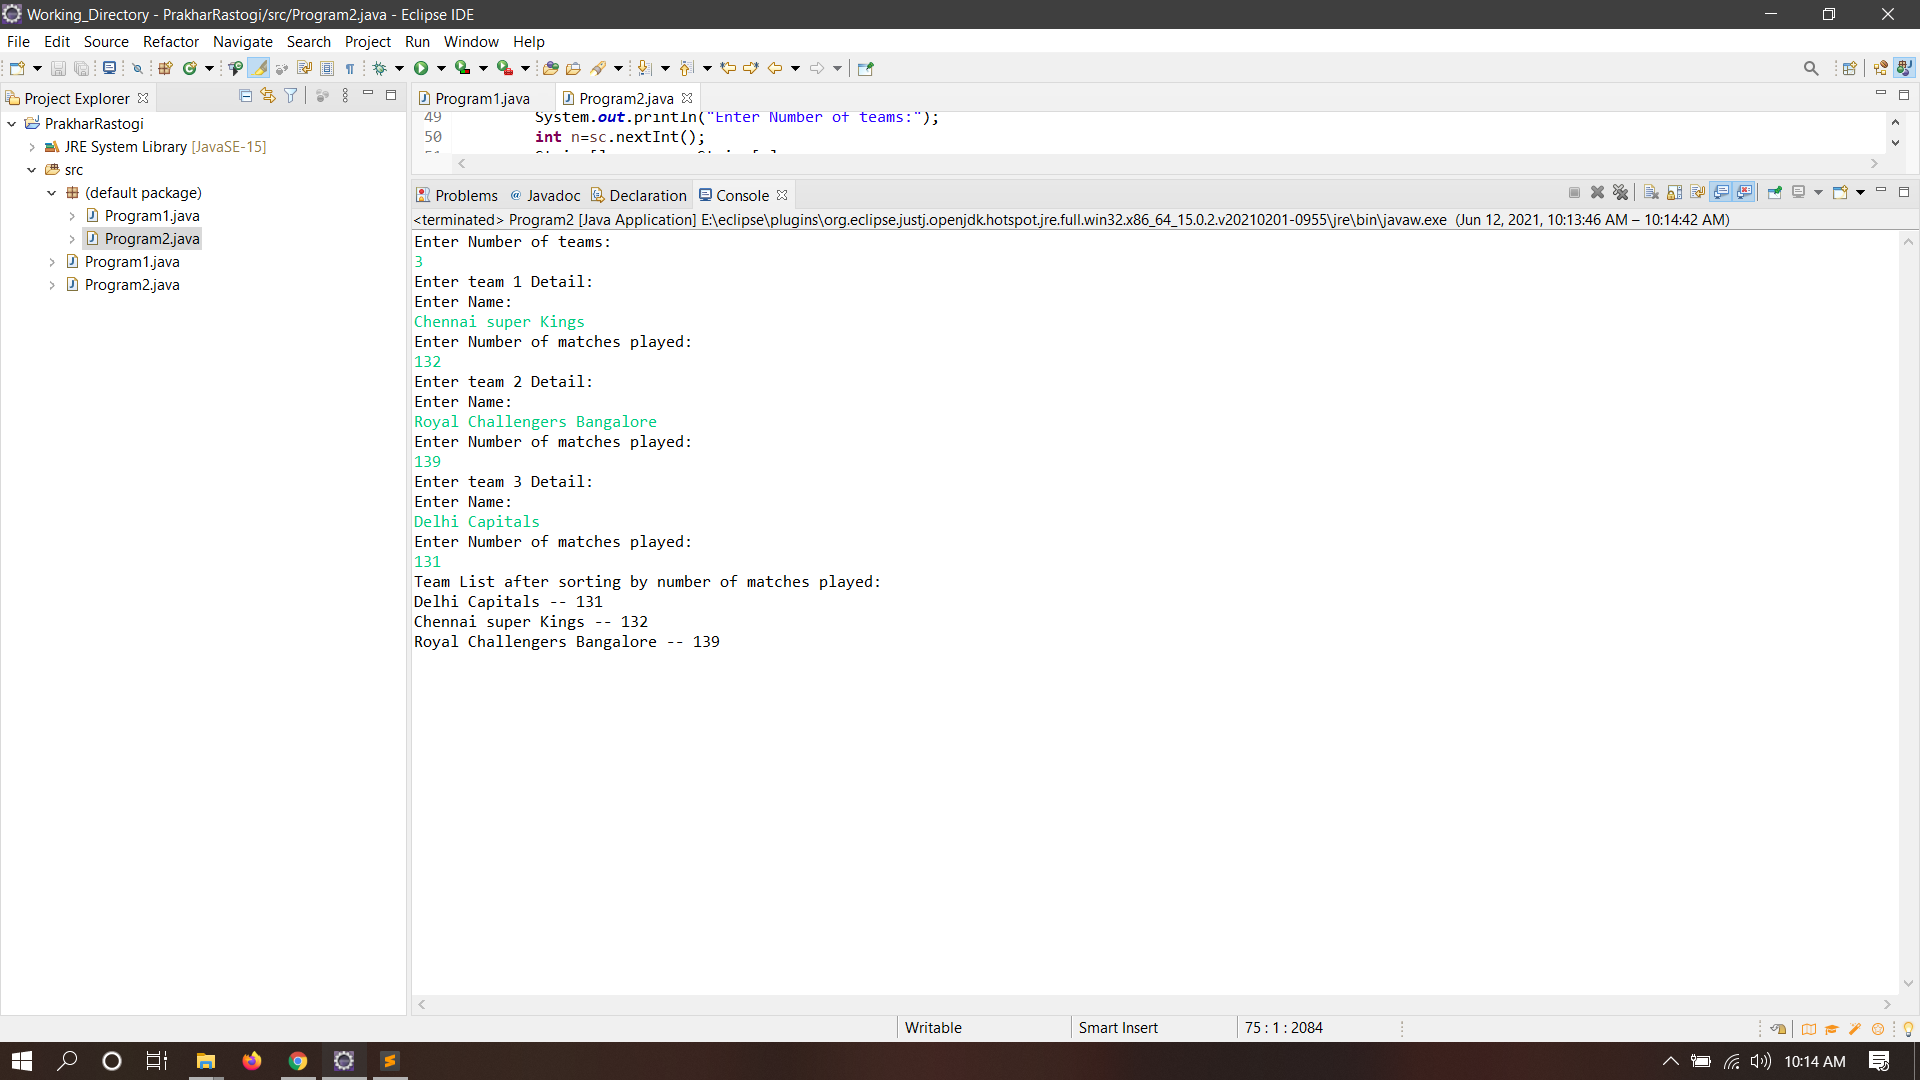 Working_Directory - PrakharRastogi/src/Program2.java - Eclipse IDE
File Edit Source Refactor Navigate Search Project Run Window Help
Project Explorer
PrakharRastogi
JRE System Library [JavaSE-15]
src
(default package)
Program1.java
Program2.java
Program1.java
Program2.java
Program1.java Program2.java
49 System.out.println("Enter Number of teams:");
50 int n=sc.nextInt();
Problems Javadoc Declaration Console
<terminated> Program2 [Java Application] E:\eclipse\plugins\org.eclipse.justj.openjdk.hotspot.jre.full.win32.x86_64_15.0.2.v20210201-0955\jre\bin\javaw.exe (Jun 12, 2021, 10:13:46 AM – 10:14:42 AM)
Enter Number of teams:
3
Enter team 1 Detail:
Enter Name:
Chennai super Kings
Enter Number of matches played:
132
Enter team 2 Detail:
Enter Name:
Royal Challengers Bangalore
Enter Number of matches played:
139
Enter team 3 Detail:
Enter Name:
Delhi Capitals
Enter Number of matches played:
131
Team List after sorting by number of matches played:
Delhi Capitals -- 131
Chennai super Kings -- 132
Royal Challengers Bangalore -- 139
Writable Smart Insert 75 : 1 : 2084
10:14 AM